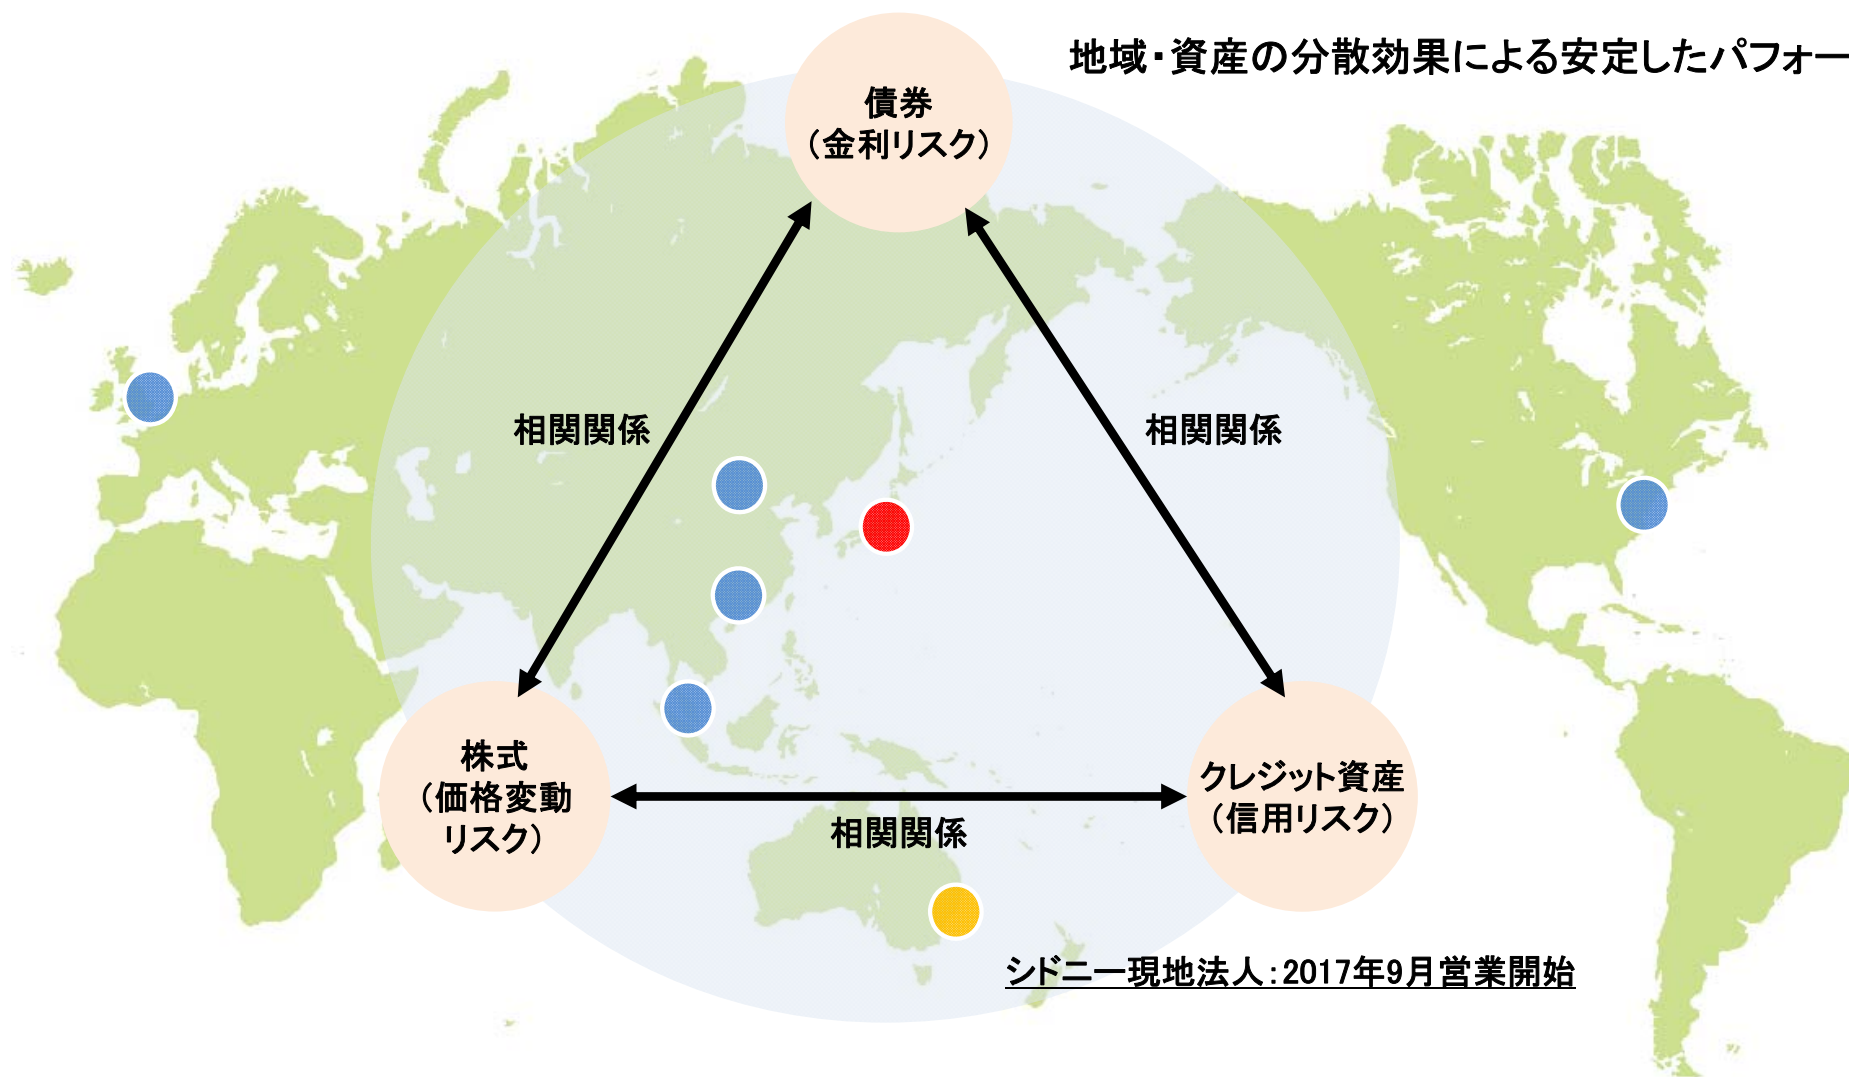 地域・資産の分散効果による安定したパフォー
債券
（金利リスク）
相関関係
相関関係
株式
（価格変動
リスク）
クレジット資産
（信用リスク）
相関関係
シドニー現地法人：2017年9月営業開始